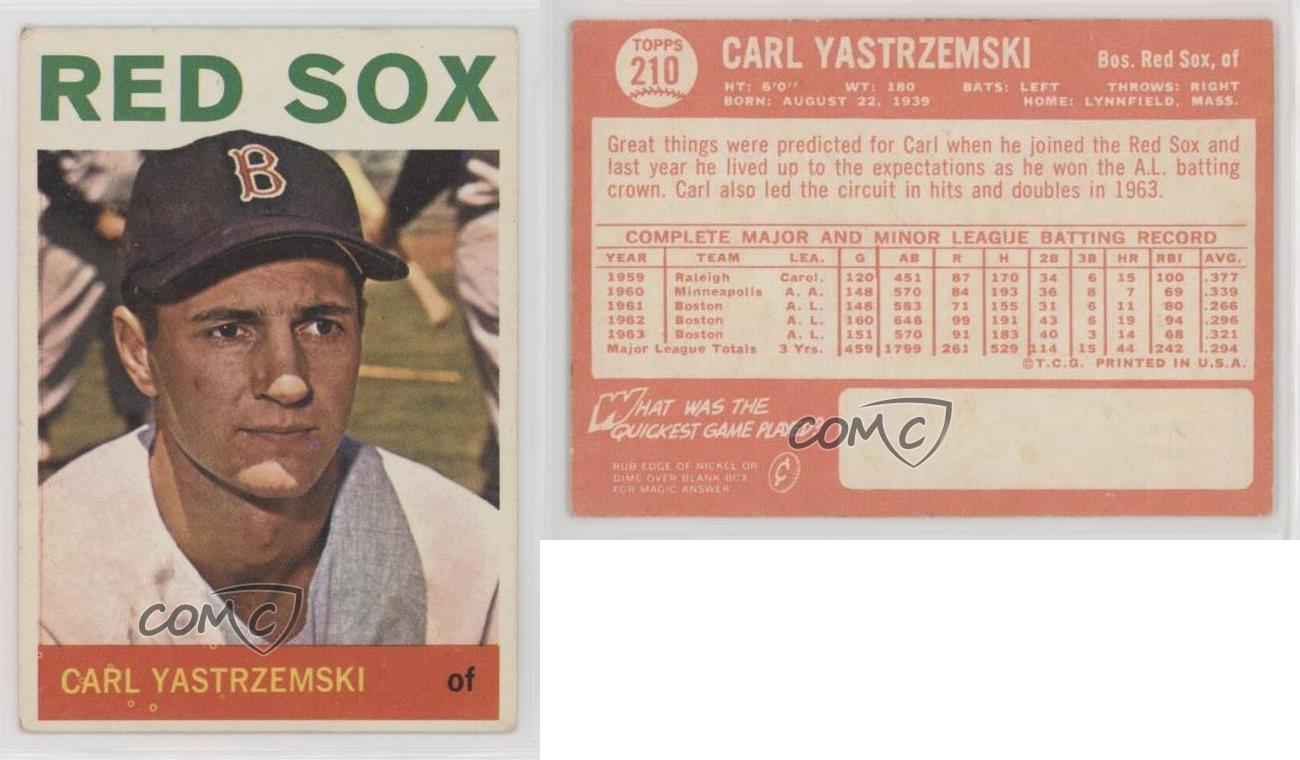 RED SOX
B
COMC
CARL YASTRZEMSKI of
TOPPS
210
CARL YASTRZEMSKI Bos. Red Sox, of
HT: 6'0" WT: 180 BATS: LEFT THROWS: RIGHT
BORN: AUGUST 22, 1939 HOME: LYNNFIELD, MASS.
Great things were predicted for Carl when he joined the Red Sox and
last year he lived up to the expectations as he won the A.L. batting
crown. Carl also led the circuit in hits and doubles in 1963.
COMPLETE MAJOR AND MINOR LEAGUE BATTING RECORD
YEAR TEAM LEA. G AB R H 2B 3B HR RBI AVG.
1959 Raleigh Carol. 120 451 87 170 34 6 15 100 .377
1960 Minneapolis A. A. 148 570 84 193 36 8 7 69 .339
1961 Boston A. L. 148 583 71 155 31 6 11 80 .266
1962 Boston A. L. 160 646 99 191 43 6 19 94 .296
1963 Boston A. L. 151 570 91 183 40 3 14 68 .321
Major League Totals 3 Yrs. 459 1799 261 529 114 15 44 242 .294
©T.C.G. PRINTED IN U.S.A.
WHAT WAS THE
QUICKEST GAME PLAYED?
COMC
RUB EDGE OF NICKEL OR
DIME OVER BLANK BOX
FOR MAGIC ANSWER
¢